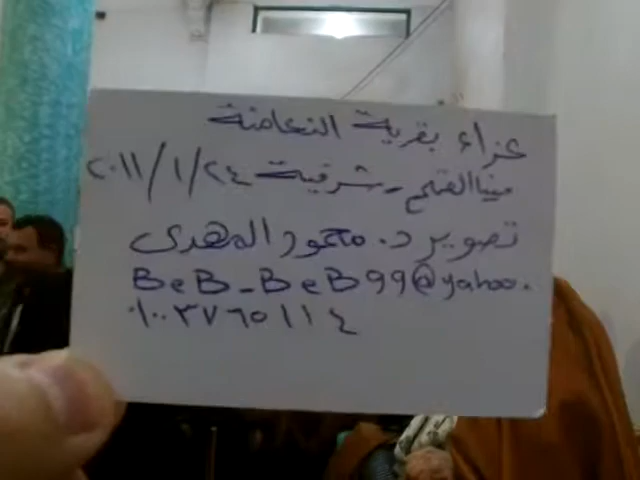 عزاء بقرية النعامنة
مينا القمح - شرقية ٢٠١١/١/٢٤
تصوير د. محمود المهدى
BeB_BeB99@yahoo.
٠١٠٠٣٧٦٥١١٤